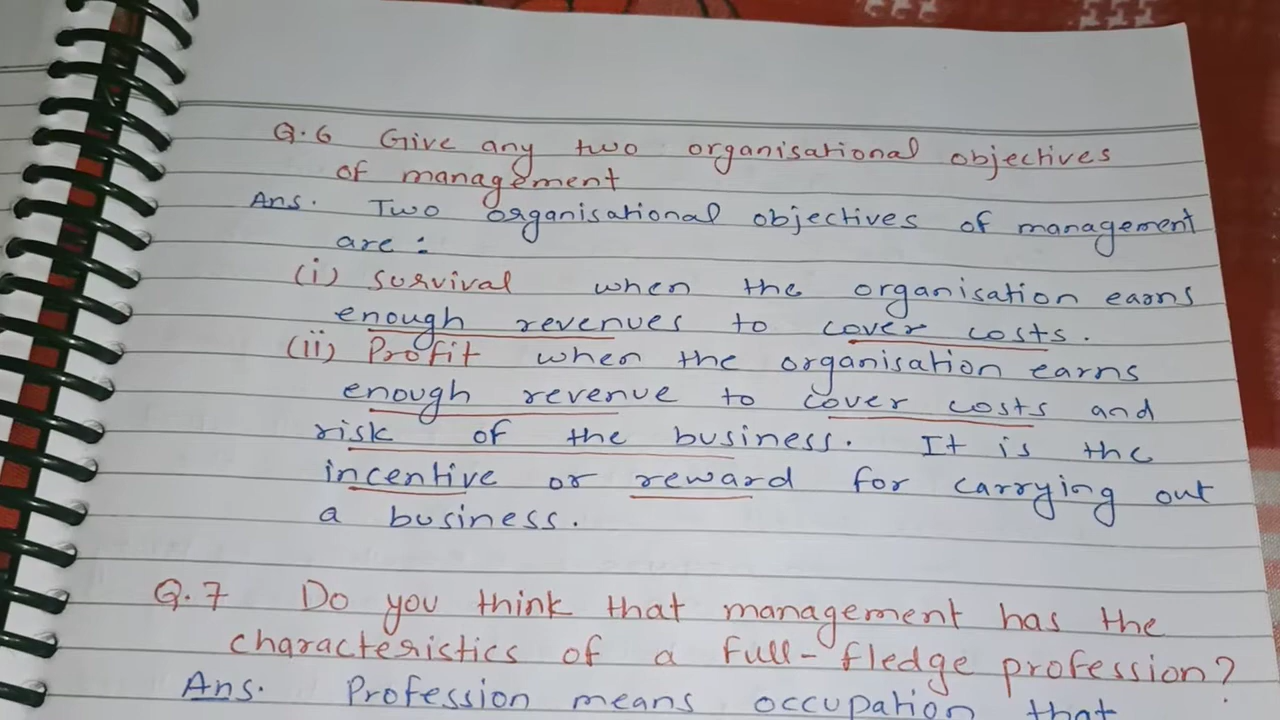 Q.6 Give any two organisational objectives
of management
Ans. Two organisational objectives of management
are :
(i) survival when the organisation earns
enough revenues to cover costs.
(ii) Profit when the organisation earns
enough revenue to cover costs and
risk of the business. It is the
incentive or reward for carrying out
a business.
Q.7 Do you think that management has the
characteristics of a full-fledge profession?
Ans. Profession means occupation that